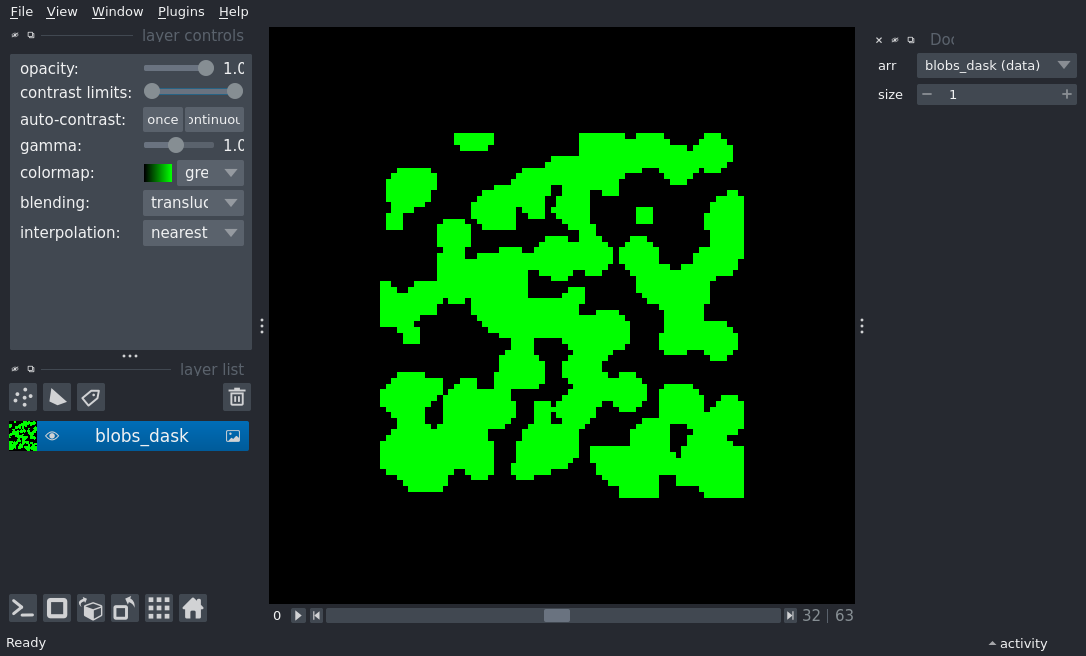 File View Window Plugins Help
layer controls
opacity: 1.0
contrast limits:
auto-contrast: once ontinuou
gamma: 1.0
colormap: gre
blending: transluc
interpolation: nearest
layer list
blobs_dask
0 32 | 63
Ready
activity
Doc
arr blobs_dask (data)
size 1